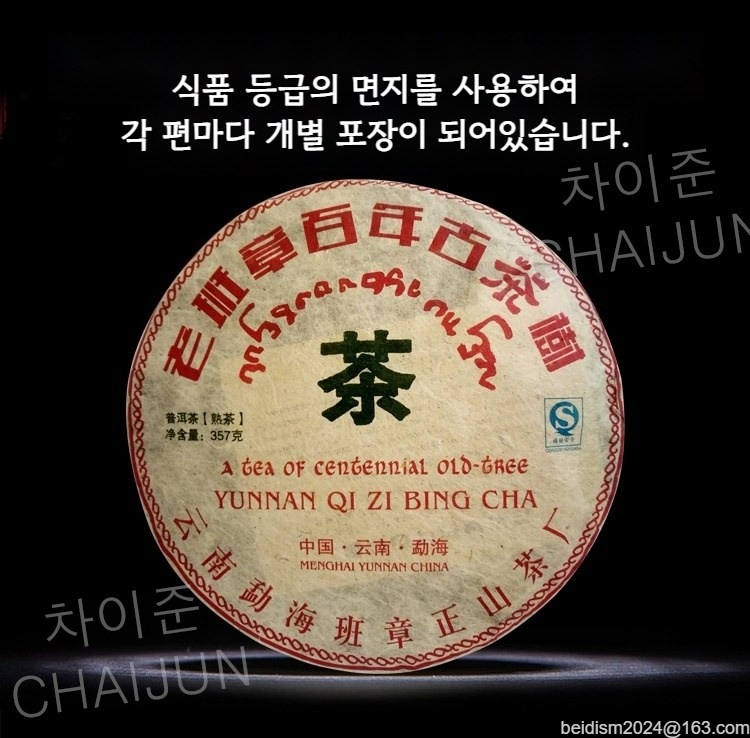 식품 등급의 면지를 사용하여
각 편마다 개별 포장이 되어있습니다.
차이준
CHAIJUN
老班章百年古茶樹
茶
普洱茶【熟茶】
净含量：357克
A TEA OF CENTENNIAL OLD-TREE
YUNNAN QI ZI BING CHA
中国·云南·勐海
MENGHAI YUNNAN CHINA
云南勐海班章正山茶厂
차이준
CHAIJUN
beidism2024@163.com